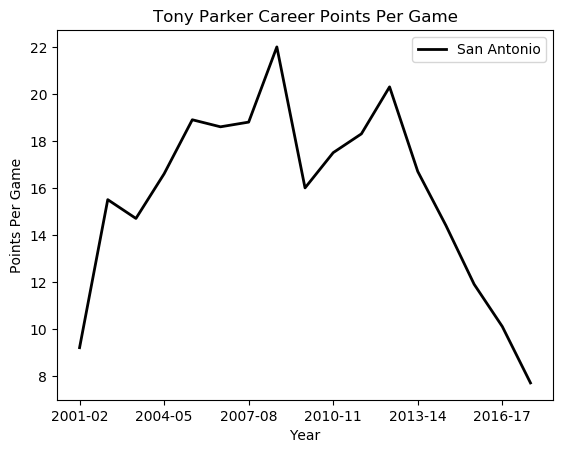 Tony Parker Career Points Per Game
San Antonio
22
20
18
16
14
12
10
8
Points Per Game
2001-02 2004-05 2007-08 2010-11 2013-14 2016-17
Year